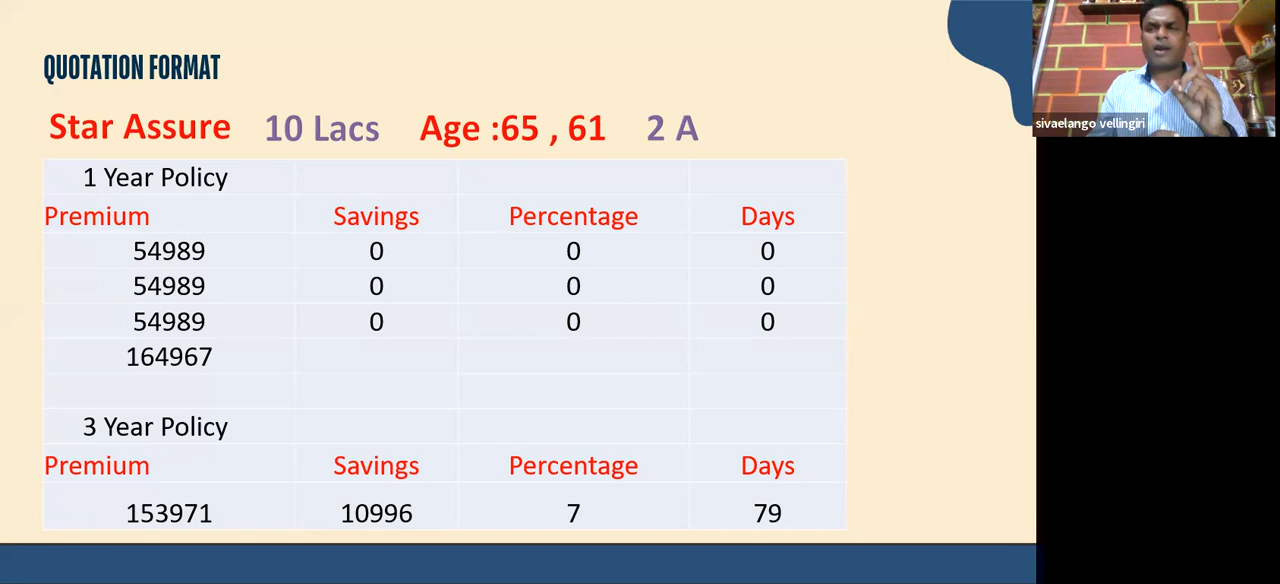 QUOTATION FORMAT
Star Assure 10 Lacs Age :65 , 61 2 A
1 Year Policy
Premium Savings Percentage Days
54989 0 0 0
54989 0 0 0
54989 0 0 0
164967
3 Year Policy
Premium Savings Percentage Days
153971 10996 7 79
sivaelango vellingiri